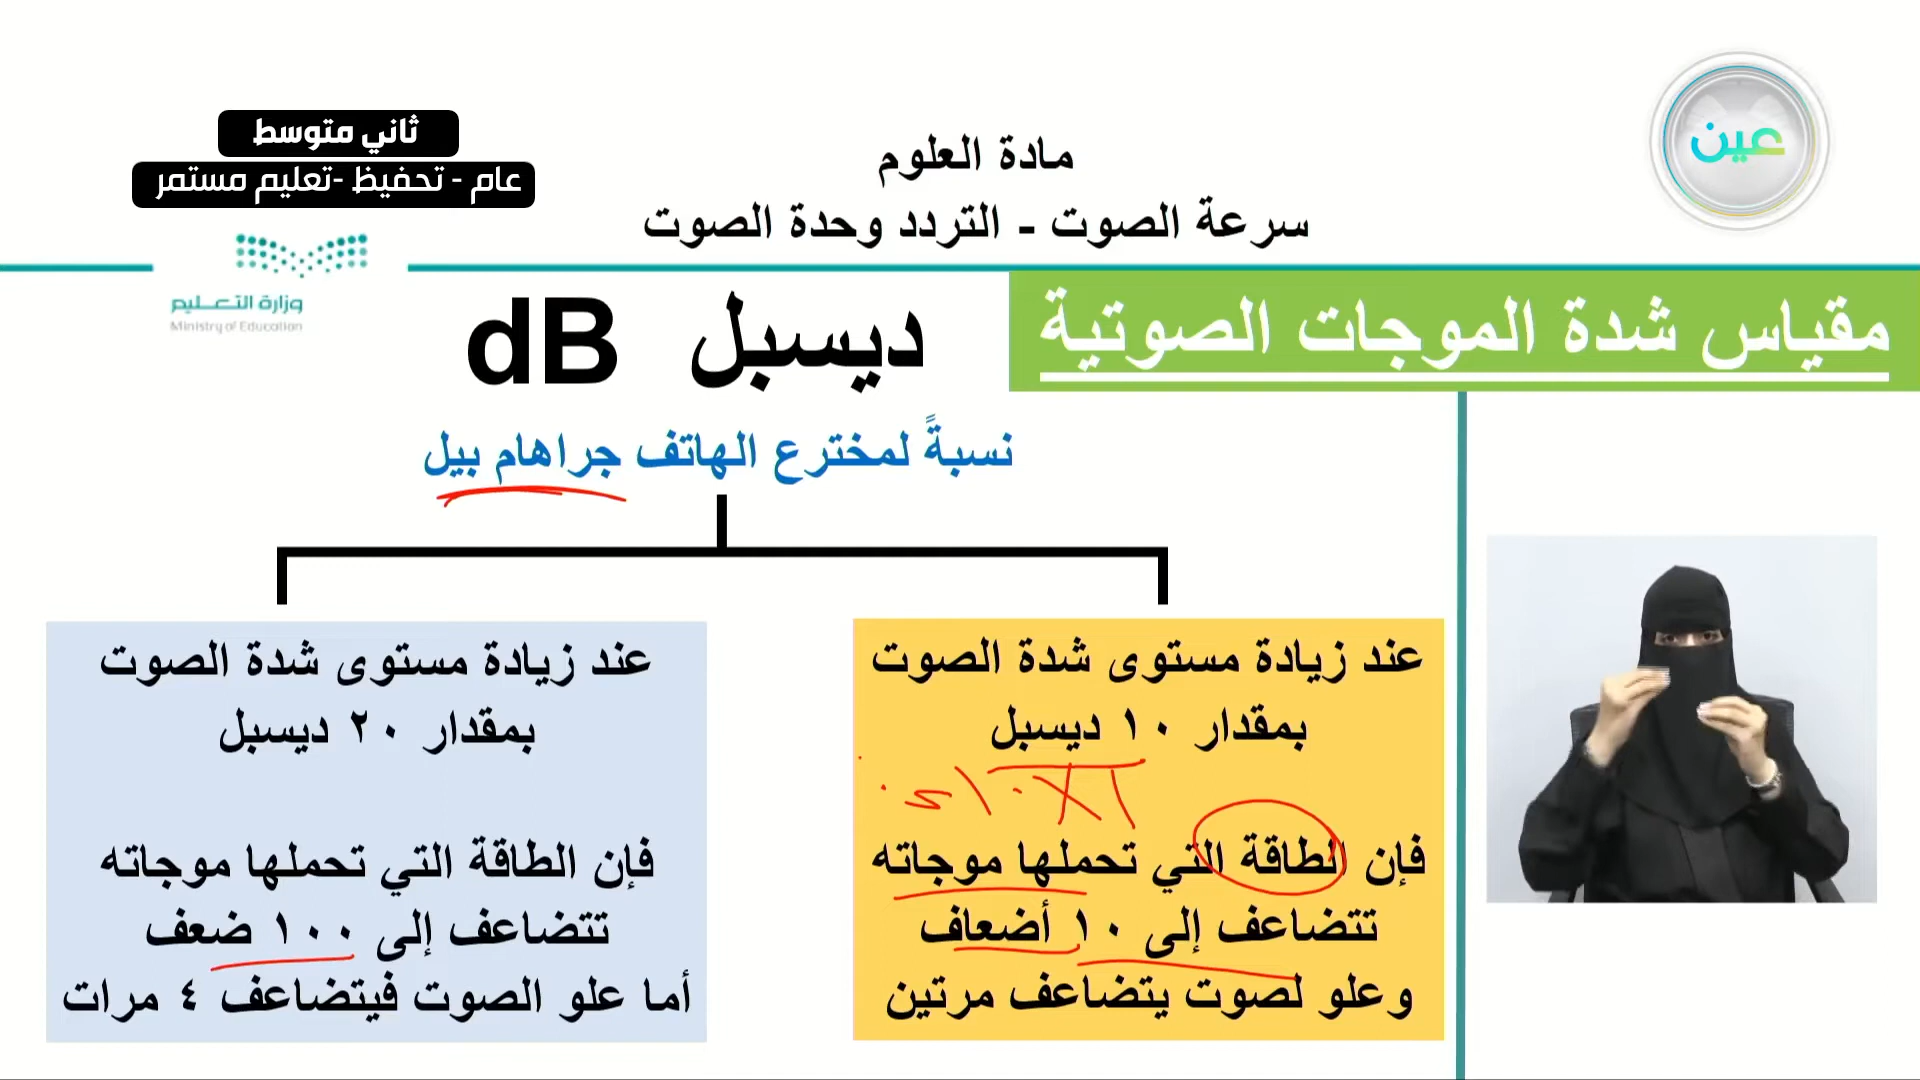 ثاني متوسط
عام - تحفيظ -تعليم مستمر
مادة العلوم
سرعة الصوت - التردد وحدة الصوت
عين
وزارة التعليم
Ministry of Education
مقياس شدة الموجات الصوتية
ديسبل dB
نسبةً لمخترع الهاتف جراهام بيل
عند زيادة مستوى شدة الصوت
بمقدار ١٠ ديسبل
فإن الطاقة التي تحملها موجاته
تتضاعف إلى ١٠ أضعاف
وعلو لصوت يتضاعف مرتين
عند زيادة مستوى شدة الصوت
بمقدار ٢٠ ديسبل
فإن الطاقة التي تحملها موجاته
تتضاعف إلى ١٠٠ ضعف
أما علو الصوت فيتضاعف ٤ مرات